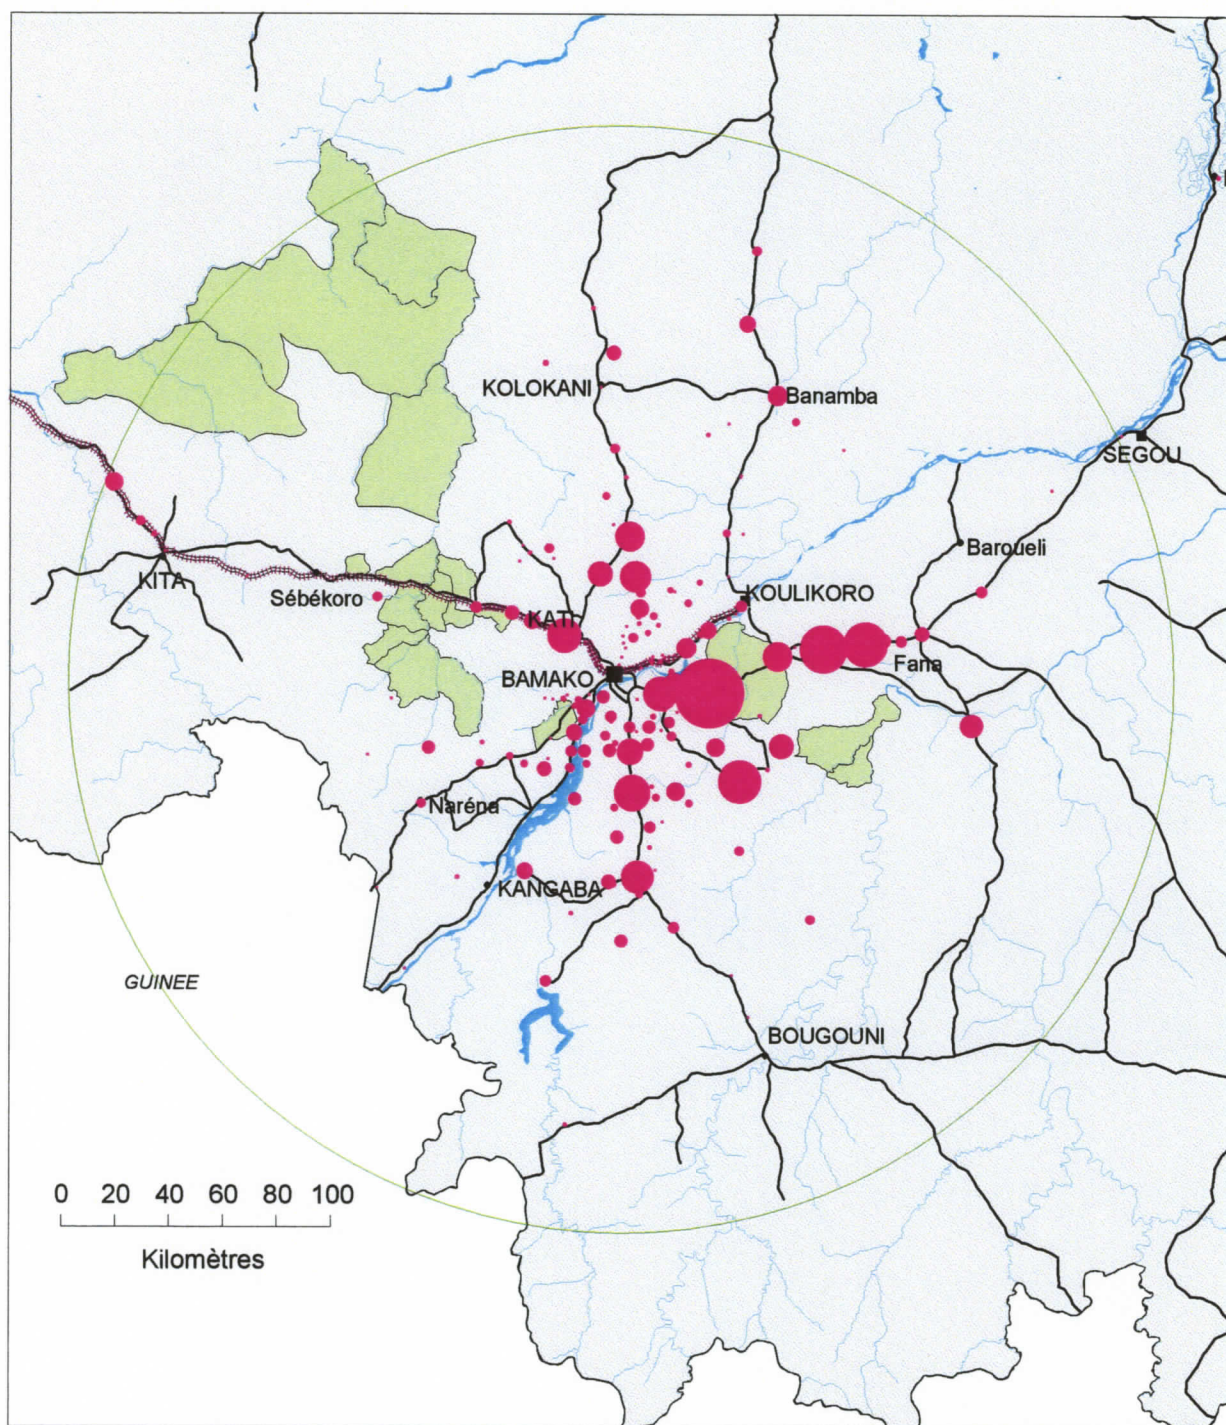 KOLOKANI
Banamba
SEGOU
Baroueli
KITA
Sébékoro
KOULIKORO
KATI
Fana
BAMAKO
Naréna
KANGABA
GUINEE
BOUGOUNI
0 20 40 60 80 100
Kilomètres